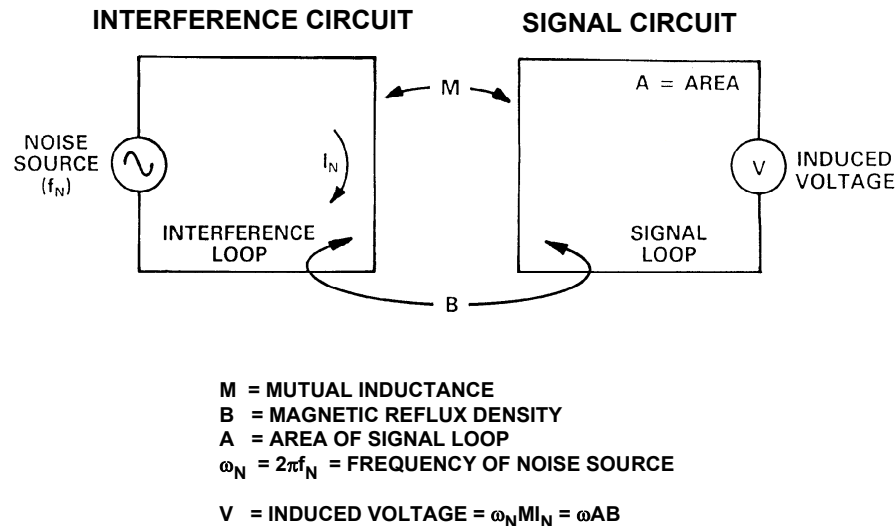 INTERFERENCE CIRCUIT
SIGNAL CIRCUIT
M
A = AREA
NOISE
SOURCE
(fN)
IN
V
INDUCED
VOLTAGE
INTERFERENCE
LOOP
SIGNAL
LOOP
B
M = MUTUAL INDUCTANCE
B = MAGNETIC REFLUX DENSITY
A = AREA OF SIGNAL LOOP
ωN = 2πfN = FREQUENCY OF NOISE SOURCE
V = INDUCED VOLTAGE = ωNMIN = ωAB